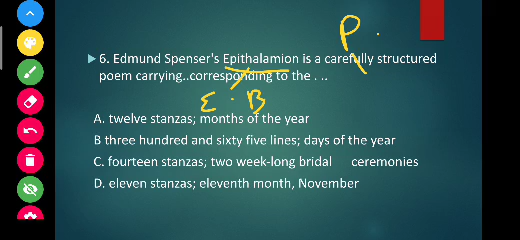 P.
6. Edmund Spenser's Epithalamion is a carefully structured
poem carrying..corresponding to the . ..
E . B
A. twelve stanzas; months of the year
B three hundred and sixty five lines; days of the year
C. fourteen stanzas; two week-long bridal ceremonies
D. eleven stanzas; eleventh month, November